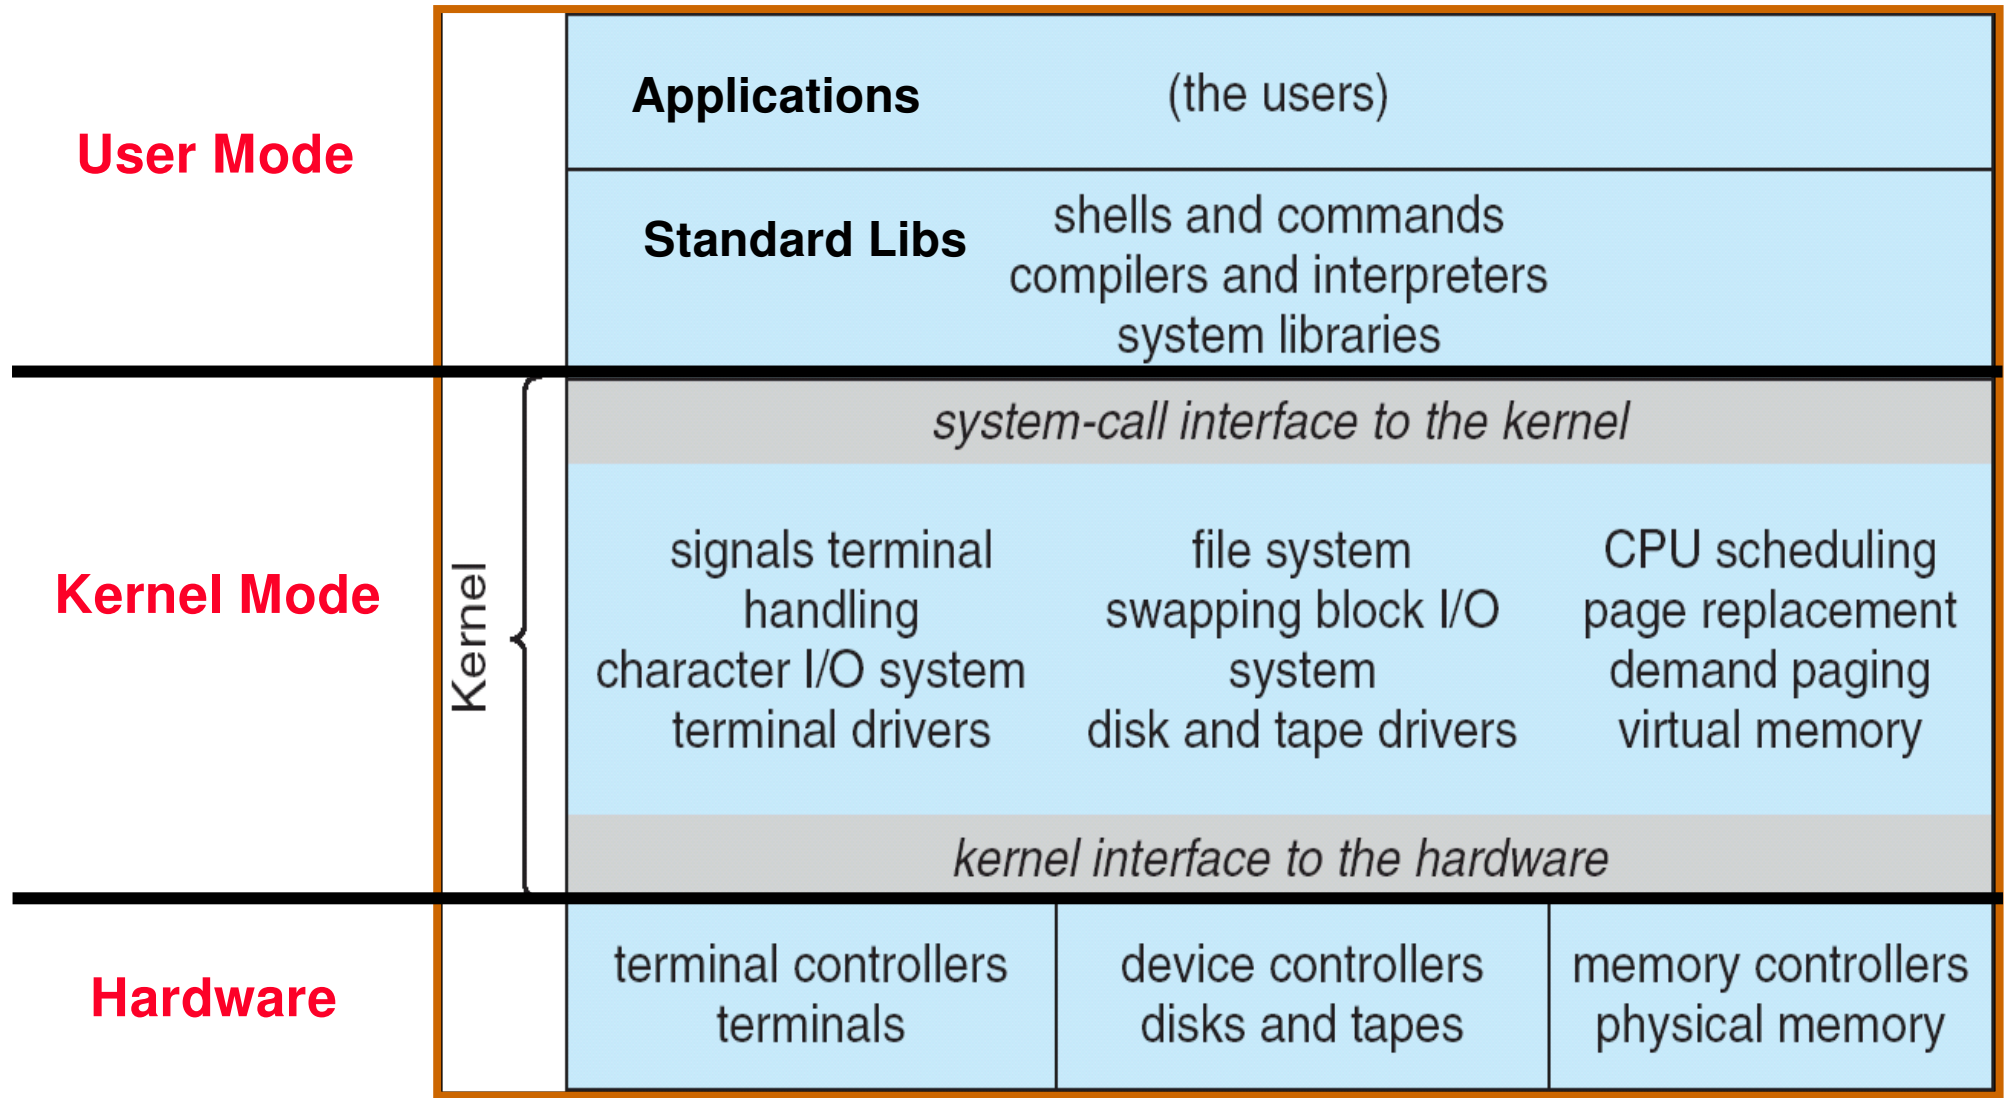 User Mode
Applications (the users)
Standard Libs
shells and commands
compilers and interpreters
system libraries
Kernel Mode
Kernel
system-call interface to the kernel
signals terminal
handling
character I/O system
terminal drivers
file system
swapping block I/O
system
disk and tape drivers
CPU scheduling
page replacement
demand paging
virtual memory
kernel interface to the hardware
Hardware
terminal controllers
terminals
device controllers
disks and tapes
memory controllers
physical memory